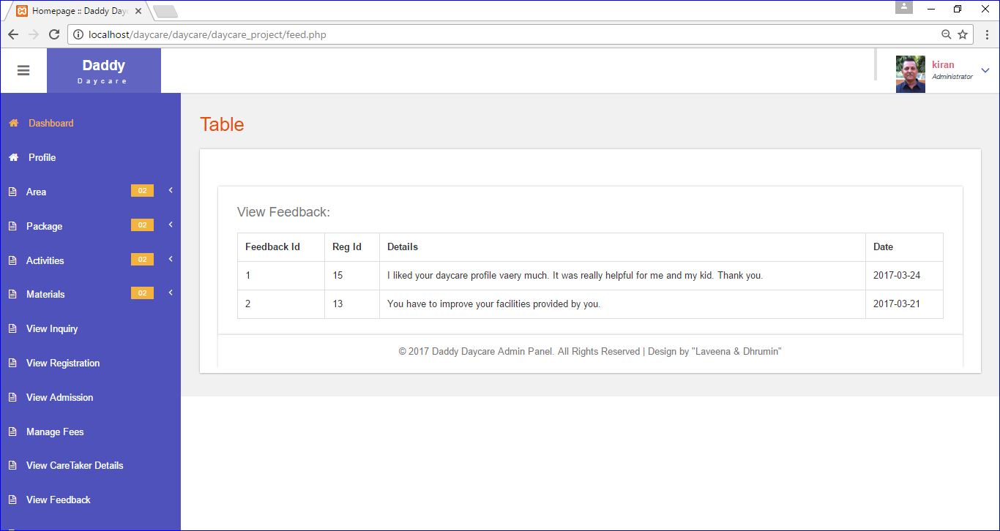 Homepage :: Daddy Dayc
localhost/daycare/daycare/daycare_project/feed.php
Daddy
Daycare
kiran
Administrator
Dashboard
Profile
Area 02
Package 02
Activities 02
Materials 02
View Inquiry
View Registration
View Admission
Manage Fees
View CareTaker Details
View Feedback
Table
View Feedback:
Feedback Id Reg Id Details Date
1 15 I liked your daycare profile vaery much. It was really helpful for me and my kid. Thank you. 2017-03-24
2 13 You have to improve your facilities provided by you. 2017-03-21
© 2017 Daddy Daycare Admin Panel. All Rights Reserved | Design by "Laveena & Dhrumin"